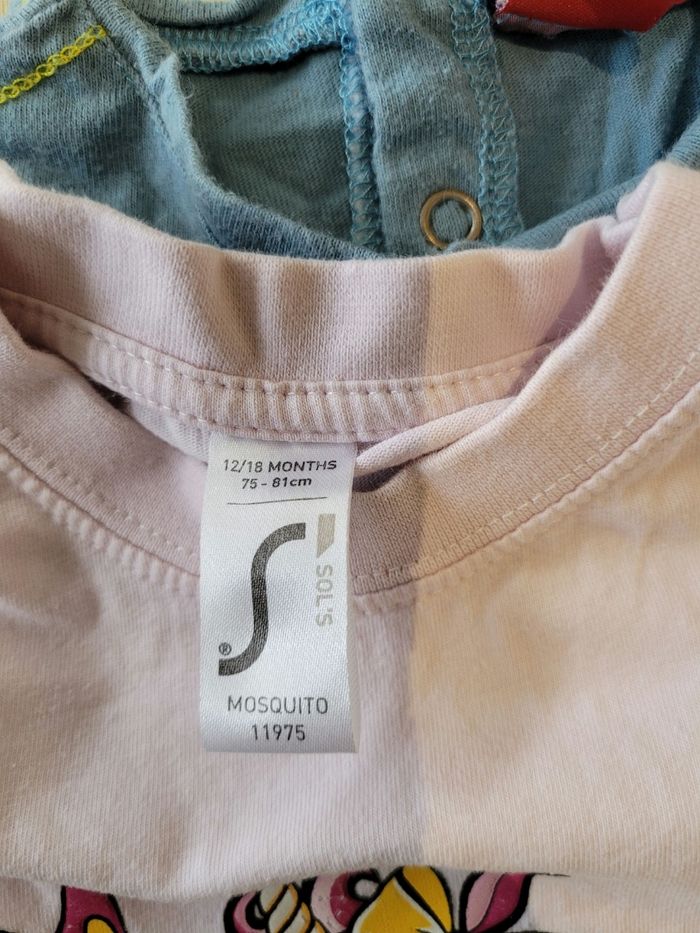 12/18 MONTHS
75 - 81cm
SOL'S
®
MOSQUITO
11975